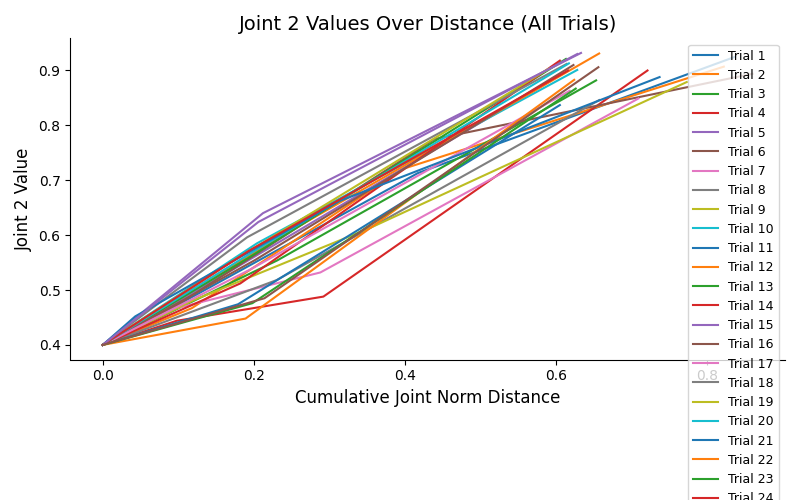 Joint 2 Values Over Distance (All Trials)
Joint 2 Value
0.9
0.8
0.7
0.6
0.5
0.4
0.0
0.2
0.4
0.6
0.8
Cumulative Joint Norm Distance
Trial 1
Trial 2
Trial 3
Trial 4
Trial 5
Trial 6
Trial 7
Trial 8
Trial 9
Trial 10
Trial 11
Trial 12
Trial 13
Trial 14
Trial 15
Trial 16
Trial 17
Trial 18
Trial 19
Trial 20
Trial 21
Trial 22
Trial 23
Trial 24